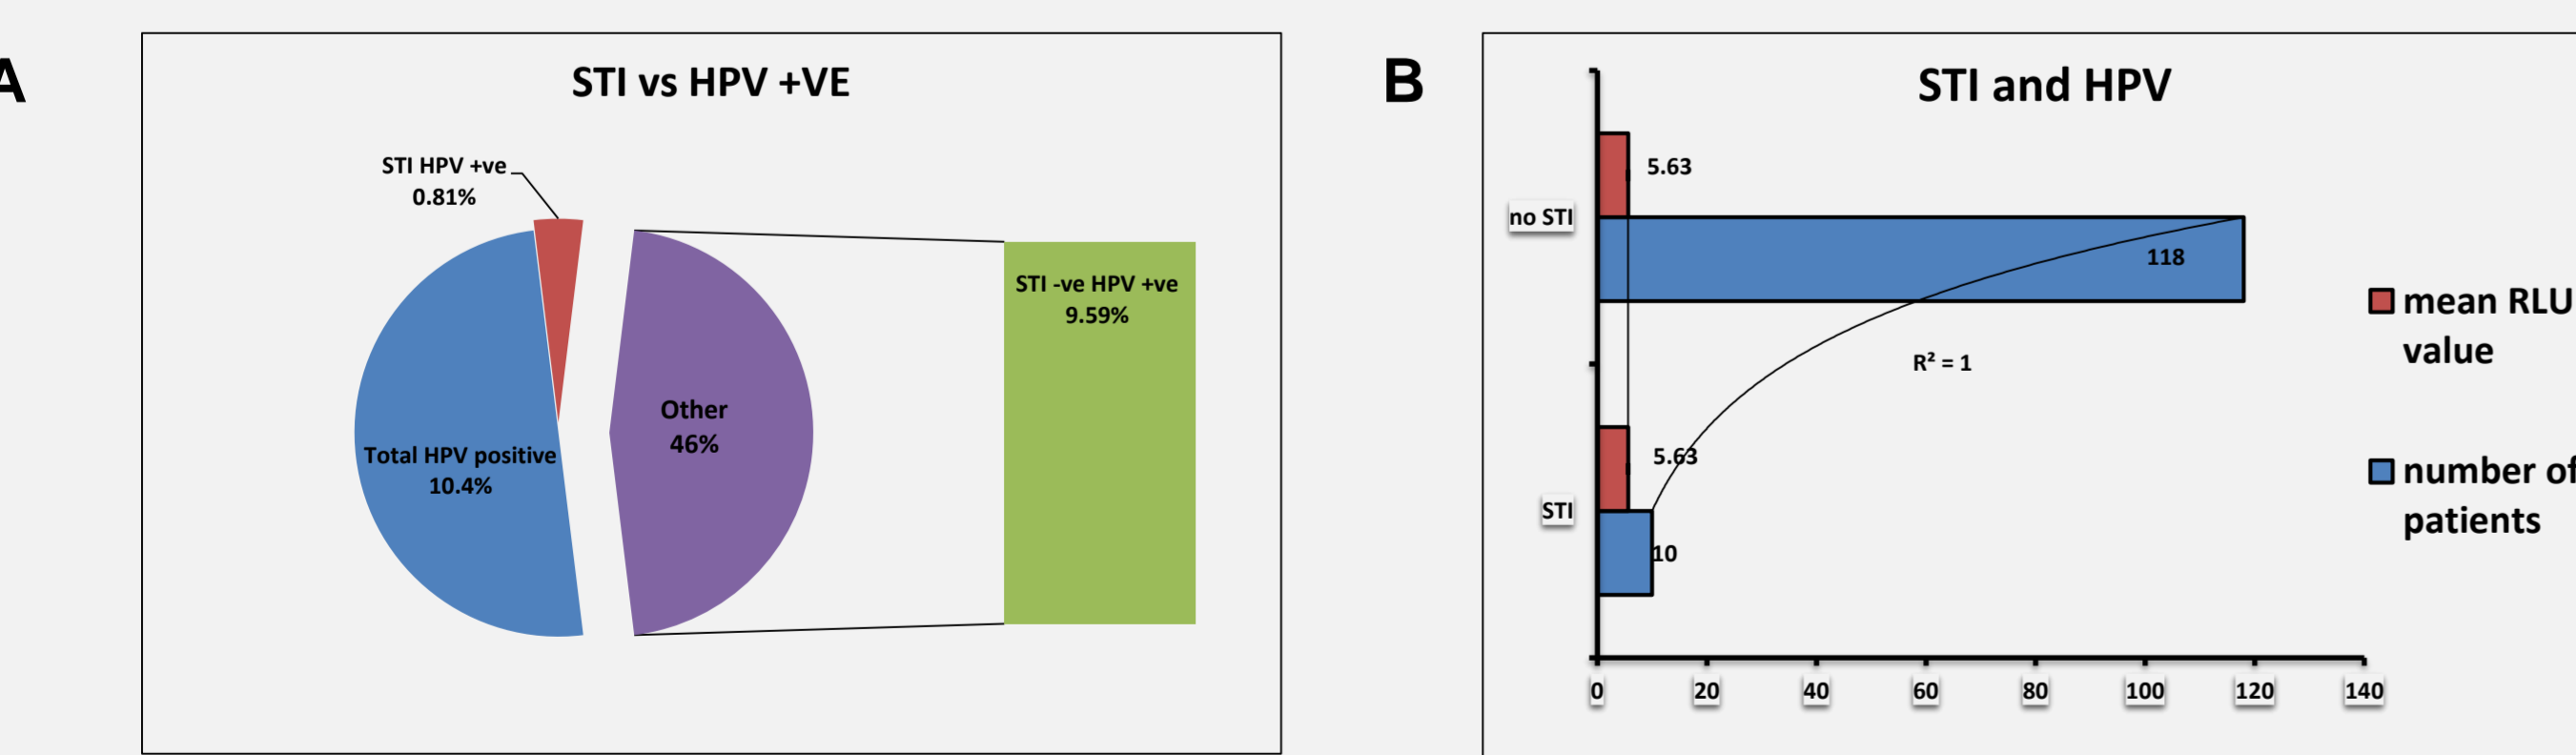 A
STI vs HPV +VE
STI HPV +ve
0.81%
Total HPV positive
10.4%
Other
46%
STI -ve HPV +ve
9.59%
B
STI and HPV
5.63
no STI
118
R² = 1
5.63
STI
10
mean RLU
value
number of
patients
0 20 40 60 80 100 120 140